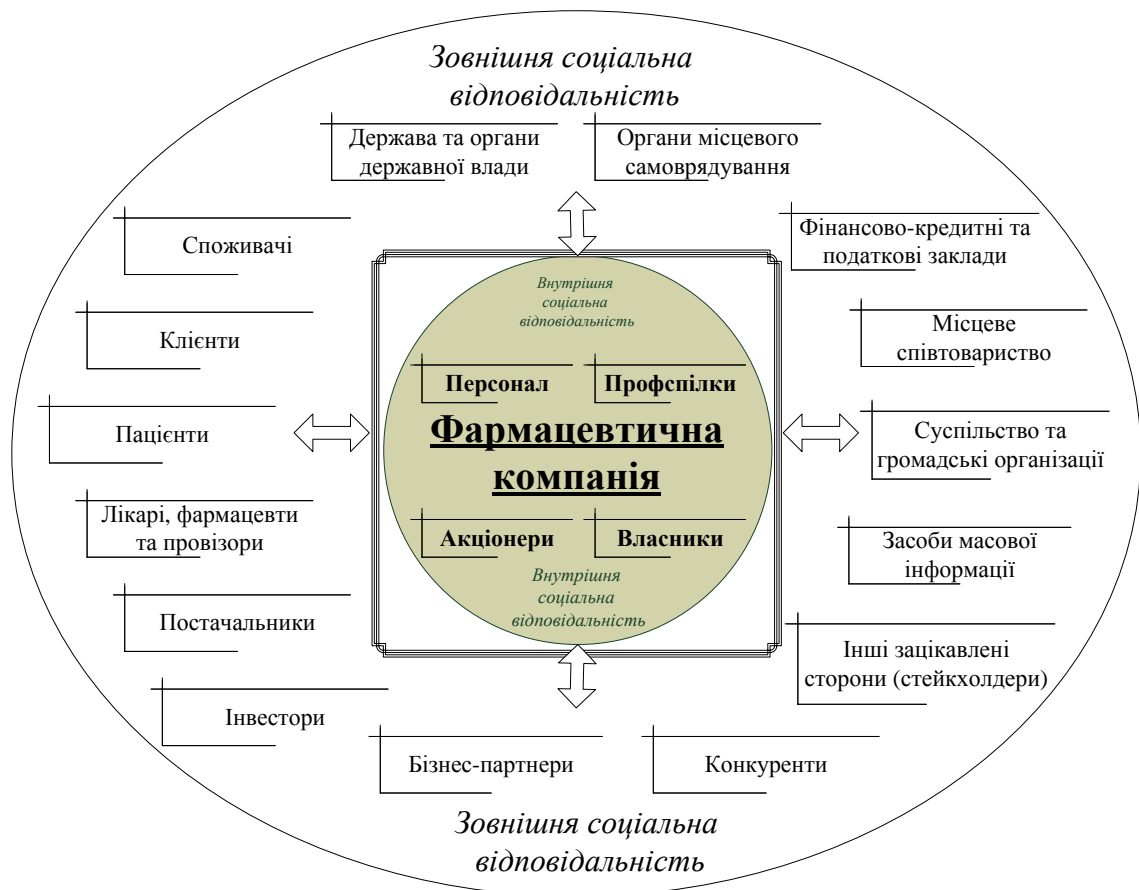 Зовнішня соціальна
відповідальність
Держава та органи
державної влади
Органи місцевого
самоврядування
Споживачі
Фінансово-кредитні та
податкові заклади
Клієнти
Місцеве
співтовариство
Пацієнти
Суспільство та
громадські організації
Лікарі, фармацевти
та провізори
Засоби масової
інформації
Постачальники
Інші зацікавлені
сторони (стейкхолдери)
Інвестори
Бізнес-партнери
Конкуренти
Внутрішня
соціальна
відповідальність
Персонал
Профспілки
Фармацевтична
компанія
Акціонери
Власники
Внутрішня
соціальна
відповідальність
Зовнішня соціальна
відповідальність